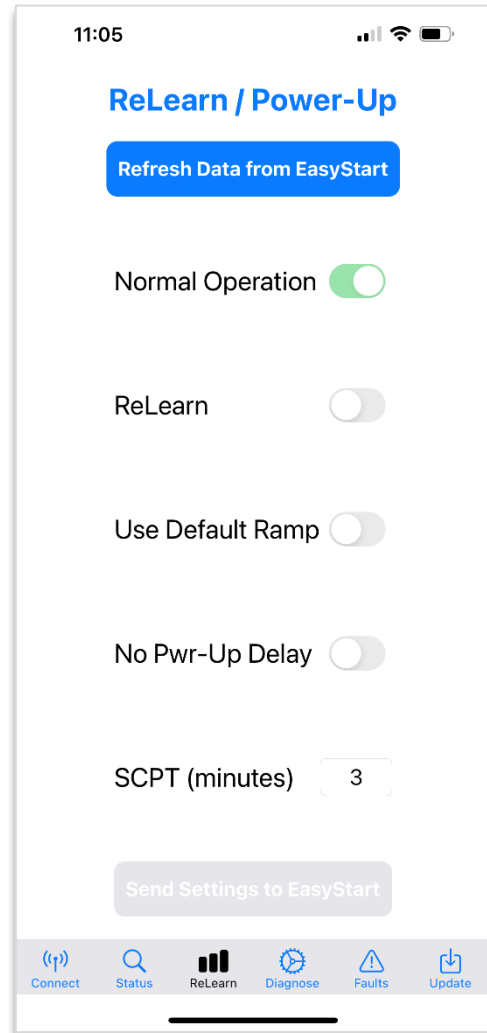 11:05
ReLearn / Power-Up
Refresh Data from EasyStart
Normal Operation
ReLearn
Use Default Ramp
No Pwr-Up Delay
SCPT (minutes) 3
Send Settings to EasyStart
Connect Status ReLearn Diagnose Faults Update